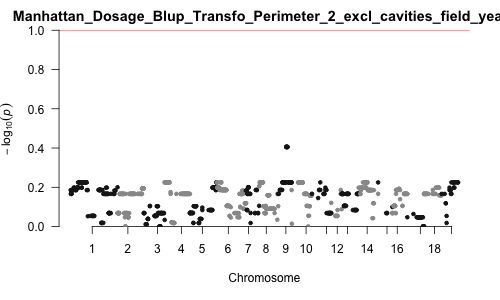 Manhattan_Dosage_Blup_Transfo_Perimeter_2_excl_cavities_field_yea
1.0
0.8
0.6
0.4
0.2
0.0
− log10(p)
1 2 3 4 5 6 7 8 9 10 12 14 16 18
Chromosome